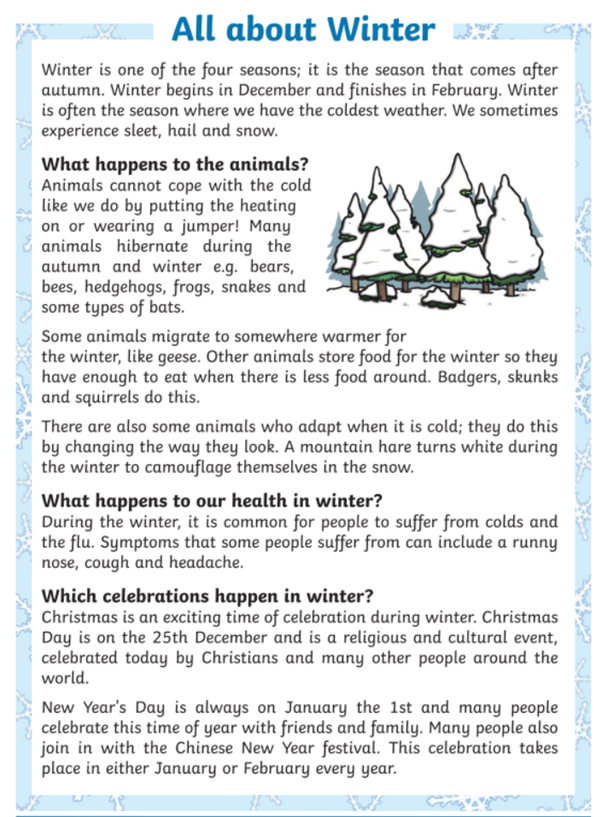 All about Winter
Winter is one of the four seasons; it is the season that comes after
autumn. Winter begins in December and finishes in February. Winter
is often the season where we have the coldest weather. We sometimes
experience sleet, hail and snow.
What happens to the animals?
Animals cannot cope with the cold
like we do by putting the heating
on or wearing a jumper! Many
animals hibernate during the
autumn and winter e.g. bears,
bees, hedgehogs, frogs, snakes and
some types of bats.
Some animals migrate to somewhere warmer for
the winter, like geese. Other animals store food for the winter so they
have enough to eat when there is less food around. Badgers, skunks
and squirrels do this.
There are also some animals who adapt when it is cold; they do this
by changing the way they look. A mountain hare turns white during
the winter to camouflage themselves in the snow.
What happens to our health in winter?
During the winter, it is common for people to suffer from colds and
the flu. Symptoms that some people suffer from can include a runny
nose, cough and headache.
Which celebrations happen in winter?
Christmas is an exciting time of celebration during winter. Christmas
Day is on the 25th December and is a religious and cultural event,
celebrated today by Christians and many other people around the
world.
New Year's Day is always on January the 1st and many people
celebrate this time of year with friends and family. Many people also
join in with the Chinese New Year festival. This celebration takes
place in either January or February every year.